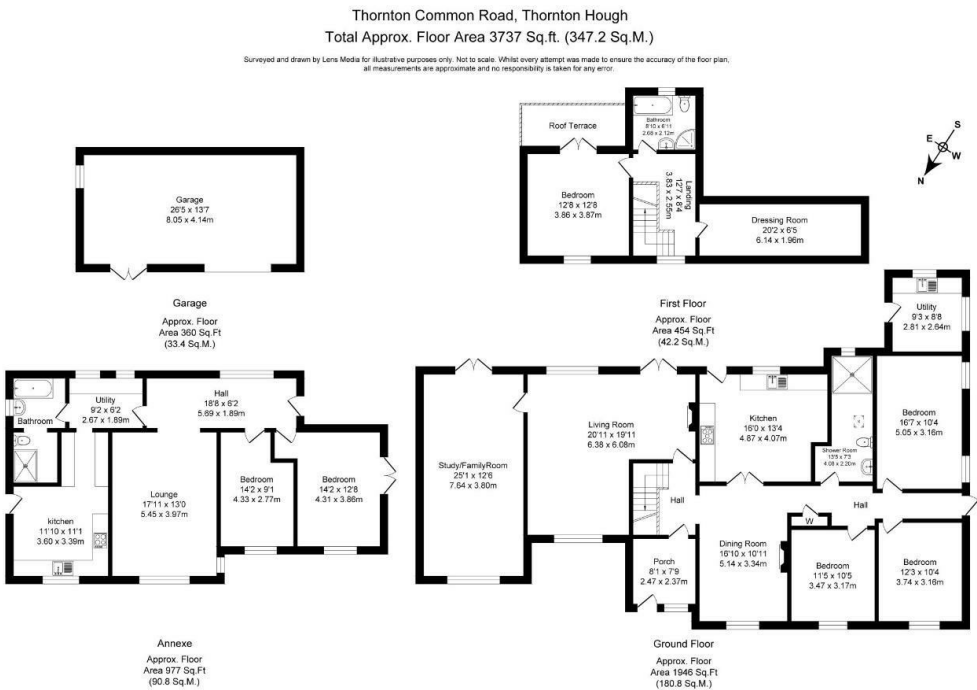 Thornton Common Road, Thornton Hough
Total Approx. Floor Area 3737 Sq.ft. (347.2 Sq.M.)
Surveyed and drawn by Lens Media for illustrative purposes only. Not to scale. Whilst every attempt was made to ensure the accuracy of the floor plan,
all measurements are approximate and no responsibility is taken for any error.
S
E
W
N
Garage
26'5 x 13'7
8.05 x 4.14m
Garage
Approx. Floor
Area 360 Sq.Ft
(33.4 Sq.M.)
Roof Terrace
Bathroom
8'10 x 6'11
2.68 x 2.12m
Bedroom
12'8 x 12'8
3.86 x 3.87m
Landing
12'7 x 8'4
3.83 x 2.55m
Dressing Room
20'2 x 6'5
6.14 x 1.96m
First Floor
Approx. Floor
Area 454 Sq.Ft
(42.2 Sq.M.)
Bathroom
Utility
9'2 x 6'2
2.67 x 1.89m
Hall
18'8 x 6'2
5.69 x 1.89m
kitchen
11'10 x 11'1
3.60 x 3.39m
Lounge
17'11 x 13'0
5.45 x 3.97m
Bedroom
14'2 x 9'1
4.33 x 2.77m
Bedroom
14'2 x 12'8
4.31 x 3.86m
Annexe
Approx. Floor
Area 977 Sq.Ft
(90.8 Sq.M.)
Utility
9'3 x 8'8
2.81 x 2.64m
Study/FamilyRoom
25'1 x 12'6
7.64 x 3.80m
Living Room
20'11 x 19'11
6.38 x 6.08m
Kitchen
16'0 x 13'4
4.87 x 4.07m
Shower Room
13'5 x 7'3
4.08 x 2.20m
Bedroom
16'7 x 10'4
5.05 x 3.16m
Hall
Hall
W
Porch
8'1 x 7'9
2.47 x 2.37m
Dining Room
16'10 x 10'11
5.14 x 3.34m
Bedroom
11'5 x 10'5
3.47 x 3.17m
Bedroom
12'3 x 10'4
3.74 x 3.16m
Ground Floor
Approx. Floor
Area 1946 Sq.Ft
(180.8 Sq.M.)